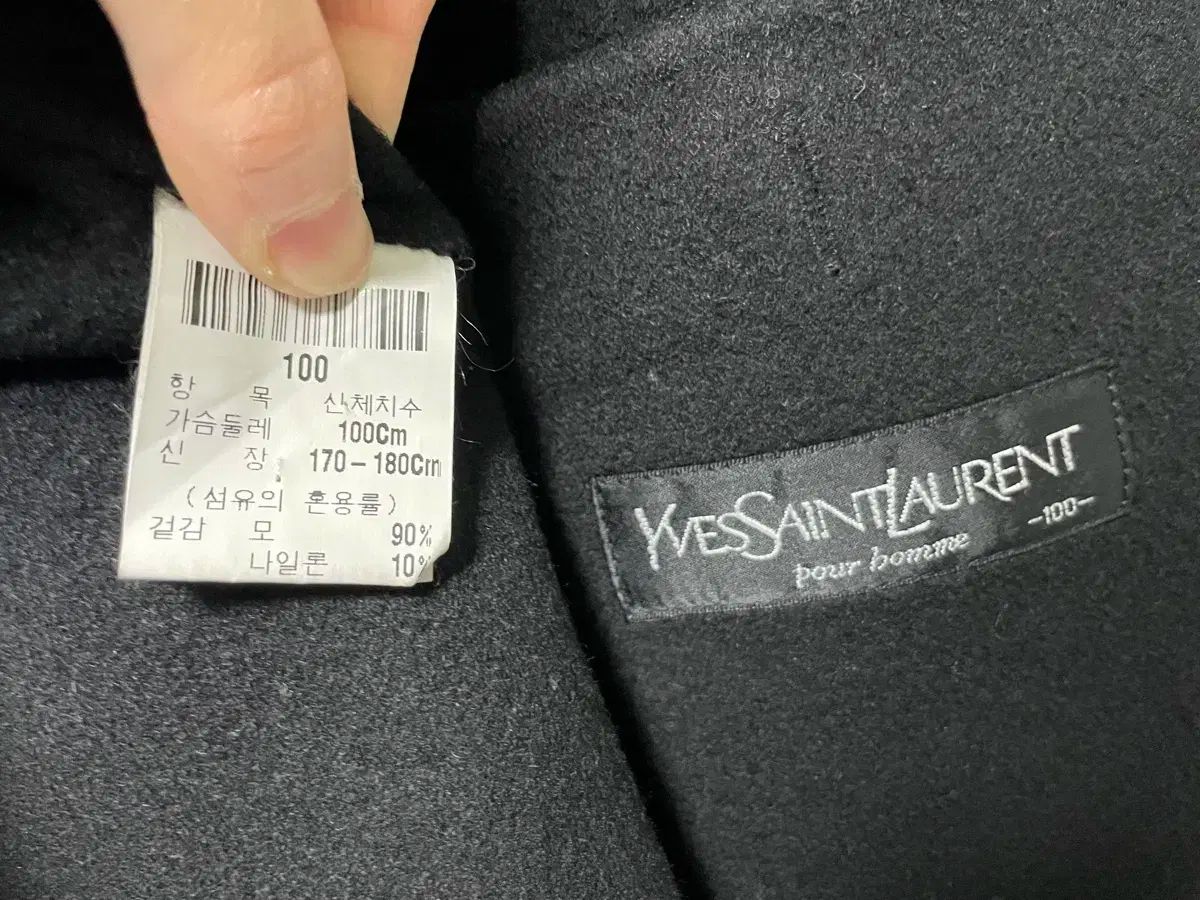 100
항 목 신체치수
가슴둘레 100Cm
신 장 170-180Cm
(섬유의 혼용률)
겉감 모 90%
나일론 10%
YVESSAINTLAURENT
-100-
pour homme